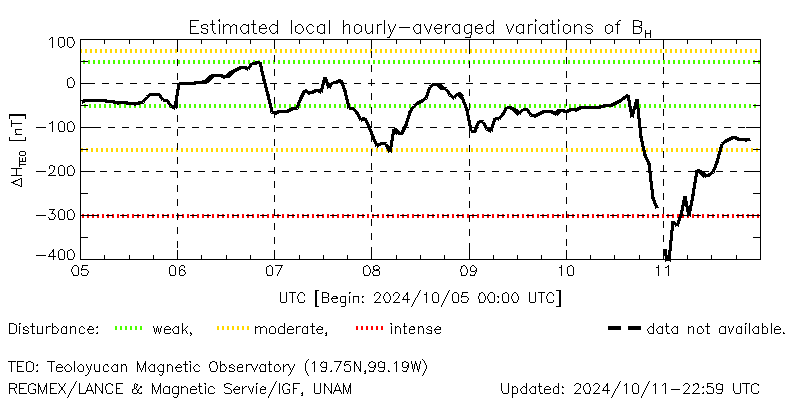 Estimated local hourly-averaged variations of B_H
100
0
-100
-200
-300
-400
ΔH_TEO [nT]
05 06 07 08 09 10 11
UTC [Begin: 2024/10/05 00:00 UTC]
Disturbance: weak, moderate, intense data not available.
TEO: Teoloyucan Magnetic Observatory (19.75N,99.19W)
REGMEX/LANCE & Magnetic Servie/IGF, UNAM Updated: 2024/10/11-22:59 UTC